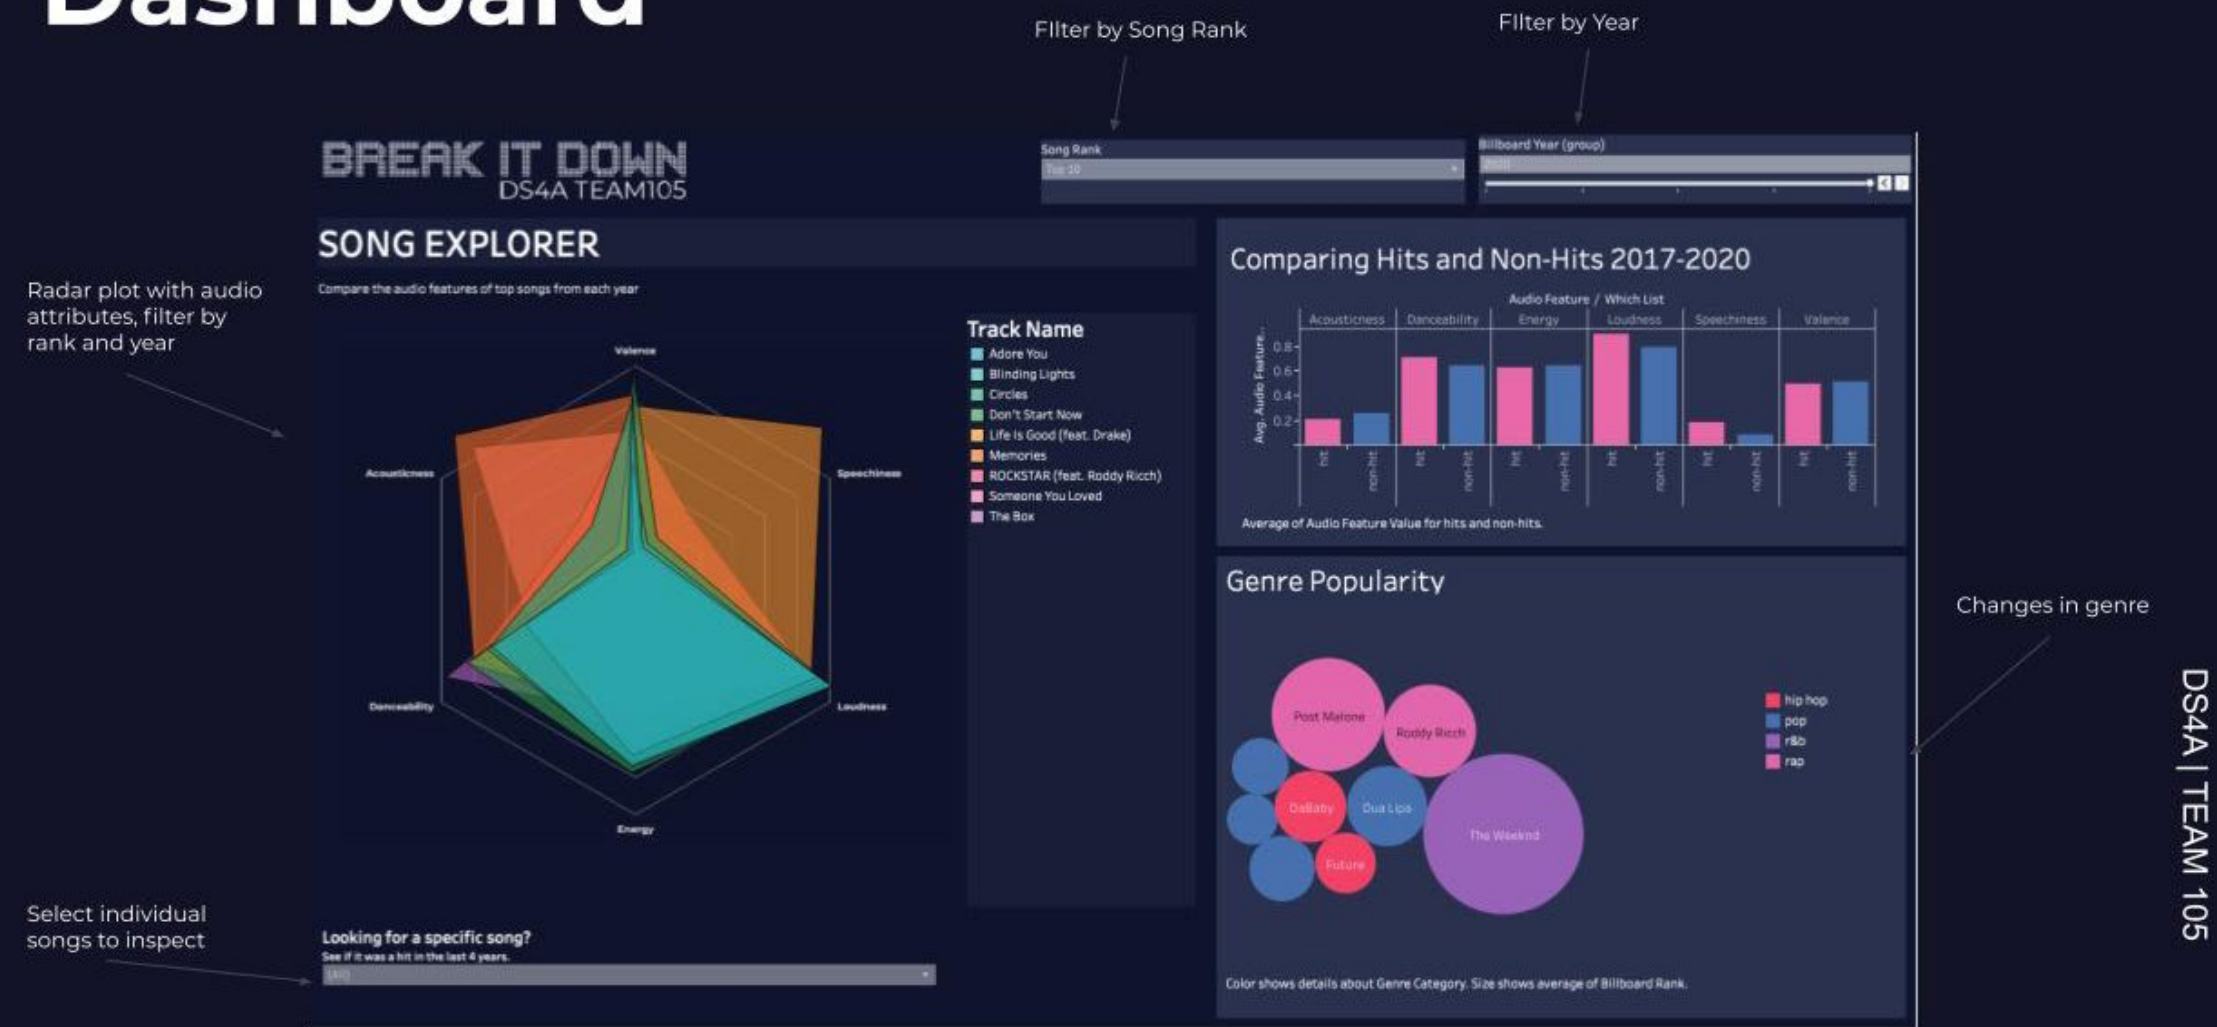 Dashboard
FIlter by Song Rank
FIlter by Year
BREAK IT DOWN
DS4A TEAM105
Song Rank
Top 10
Billboard Year (group)
2020
SONG EXPLORER
Compare the audio features of top songs from each year
Radar plot with audio
attributes, filter by
rank and year
Valence
Acousticness
Speechiness
Danceability
Loudness
Energy
Track Name
Adore You
Blinding Lights
Circles
Don't Start Now
Life Is Good (feat. Drake)
Memories
ROCKSTAR (feat. Roddy Ricch)
Someone You Loved
The Box
Comparing Hits and Non-Hits 2017-2020
Audio Feature / Which List
Acousticness Danceability Energy Loudness Speechiness Valence
Avg. Audio Feature..
0.8
0.6
0.4
0.2
hit non-hit hit non-hit hit non-hit hit non-hit hit non-hit hit non-hit
Average of Audio Feature Value for hits and non-hits.
Genre Popularity
Post Malone
Roddy Ricch
DaBaby
Dua Lipa
The Weeknd
Future
hip hop
pop
r&b
rap
Color shows details about Genre Category. Size shows average of Billboard Rank.
Changes in genre
DS4A | TEAM 105
Select individual
songs to inspect
Looking for a specific song?
See if it was a hit in the last 4 years.
(All)